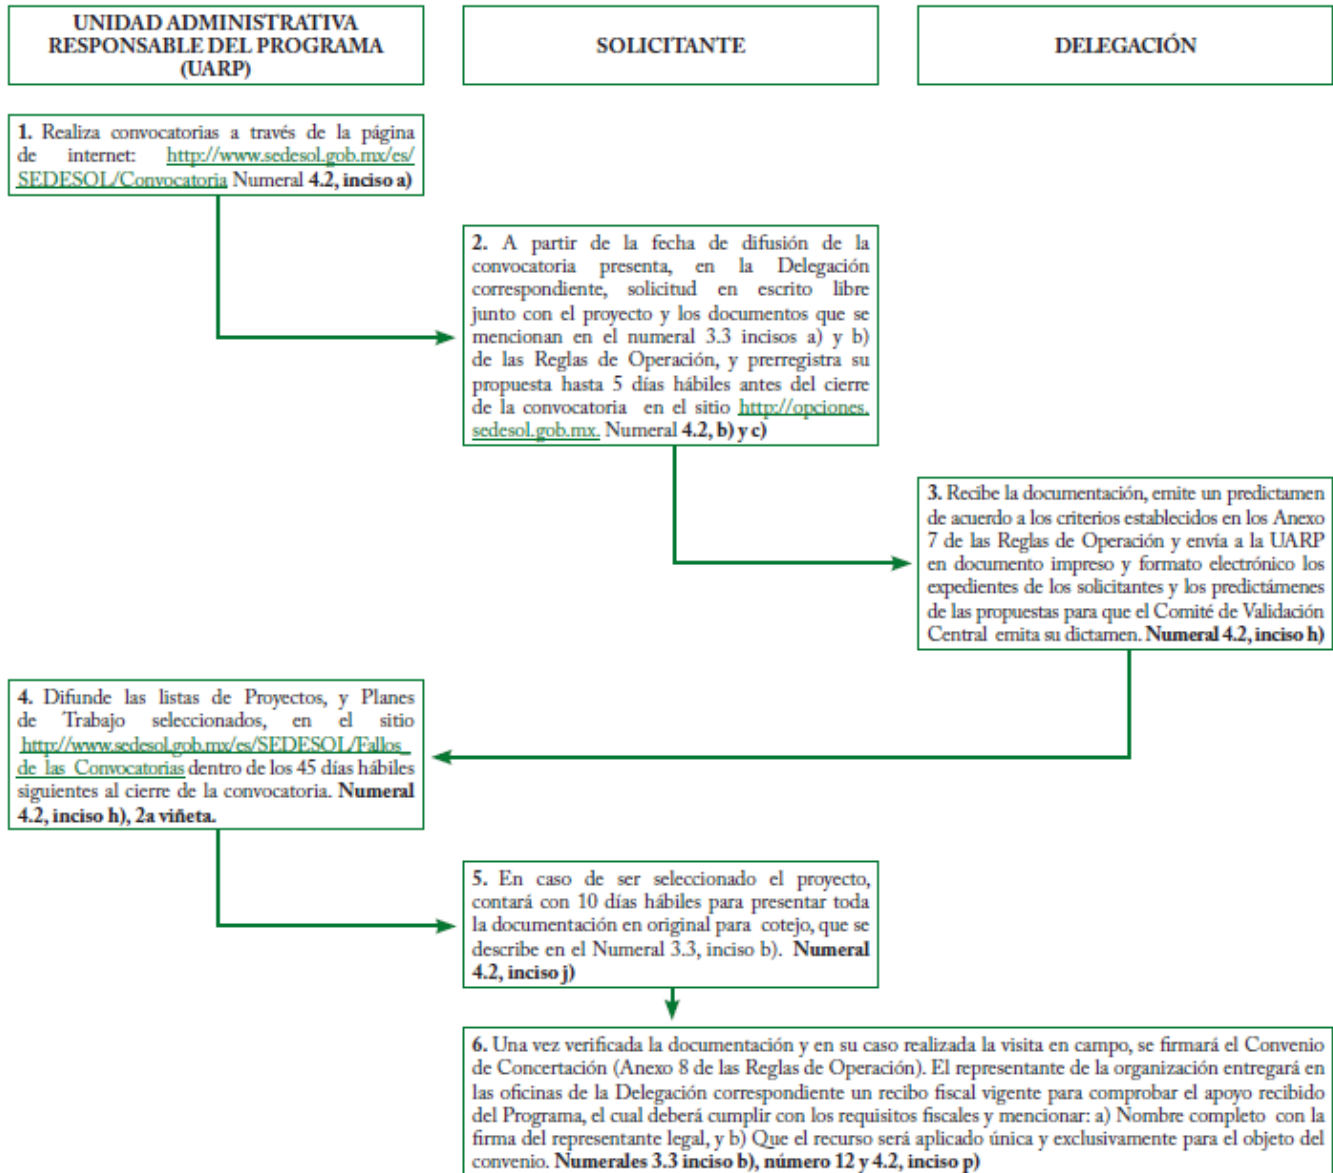 UNIDAD ADMINISTRATIVA
RESPONSABLE DEL PROGRAMA
(UARP)
SOLICITANTE
DELEGACIÓN
1. Realiza convocatorias a través de la página
de internet: http://www.sedesol.gob.mx/es/
SEDESOL/Convocatoria Numeral 4.2, inciso a)
2. A partir de la fecha de difusión de la
convocatoria presenta, en la Delegación
correspondiente, solicitud en escrito libre
junto con el proyecto y los documentos que se
mencionan en el numeral 3.3 incisos a) y b)
de las Reglas de Operación, y prerregistra su
propuesta hasta 5 días hábiles antes del cierre
de la convocatoria en el sitio http://opciones.
sedesol.gob.mx. Numeral 4.2, b) y c)
3. Recibe la documentación, emite un predictamen
de acuerdo a los criterios establecidos en los Anexo
7 de las Reglas de Operación y envía a la UARP
en documento impreso y formato electrónico los
expedientes de los solicitantes y los predictámenes
de las propuestas para que el Comité de Validación
Central emita su dictamen. Numeral 4.2, inciso h)
4. Difunde las listas de Proyectos, y Planes
de Trabajo seleccionados, en el sitio
http://www.sedesol.gob.mx/es/SEDESOL/Fallos_
de_las_Convocatorias dentro de los 45 días hábiles
siguientes al cierre de la convocatoria. Numeral
4.2, inciso h), 2a viñeta.
5. En caso de ser seleccionado el proyecto,
contará con 10 días hábiles para presentar toda
la documentación en original para cotejo, que se
describe en el Numeral 3.3, inciso b). Numeral
4.2, inciso j)
6. Una vez verificada la documentación y en su caso realizada la visita en campo, se firmará el Convenio
de Concertación (Anexo 8 de las Reglas de Operación). El representante de la organización entregará en
las oficinas de la Delegación correspondiente un recibo fiscal vigente para comprobar el apoyo recibido
del Programa, el cual deberá cumplir con los requisitos fiscales y mencionar: a) Nombre completo con la
firma del representante legal, y b) Que el recurso será aplicado única y exclusivamente para el objeto del
convenio. Numerales 3.3 inciso b), número 12 y 4.2, inciso p)